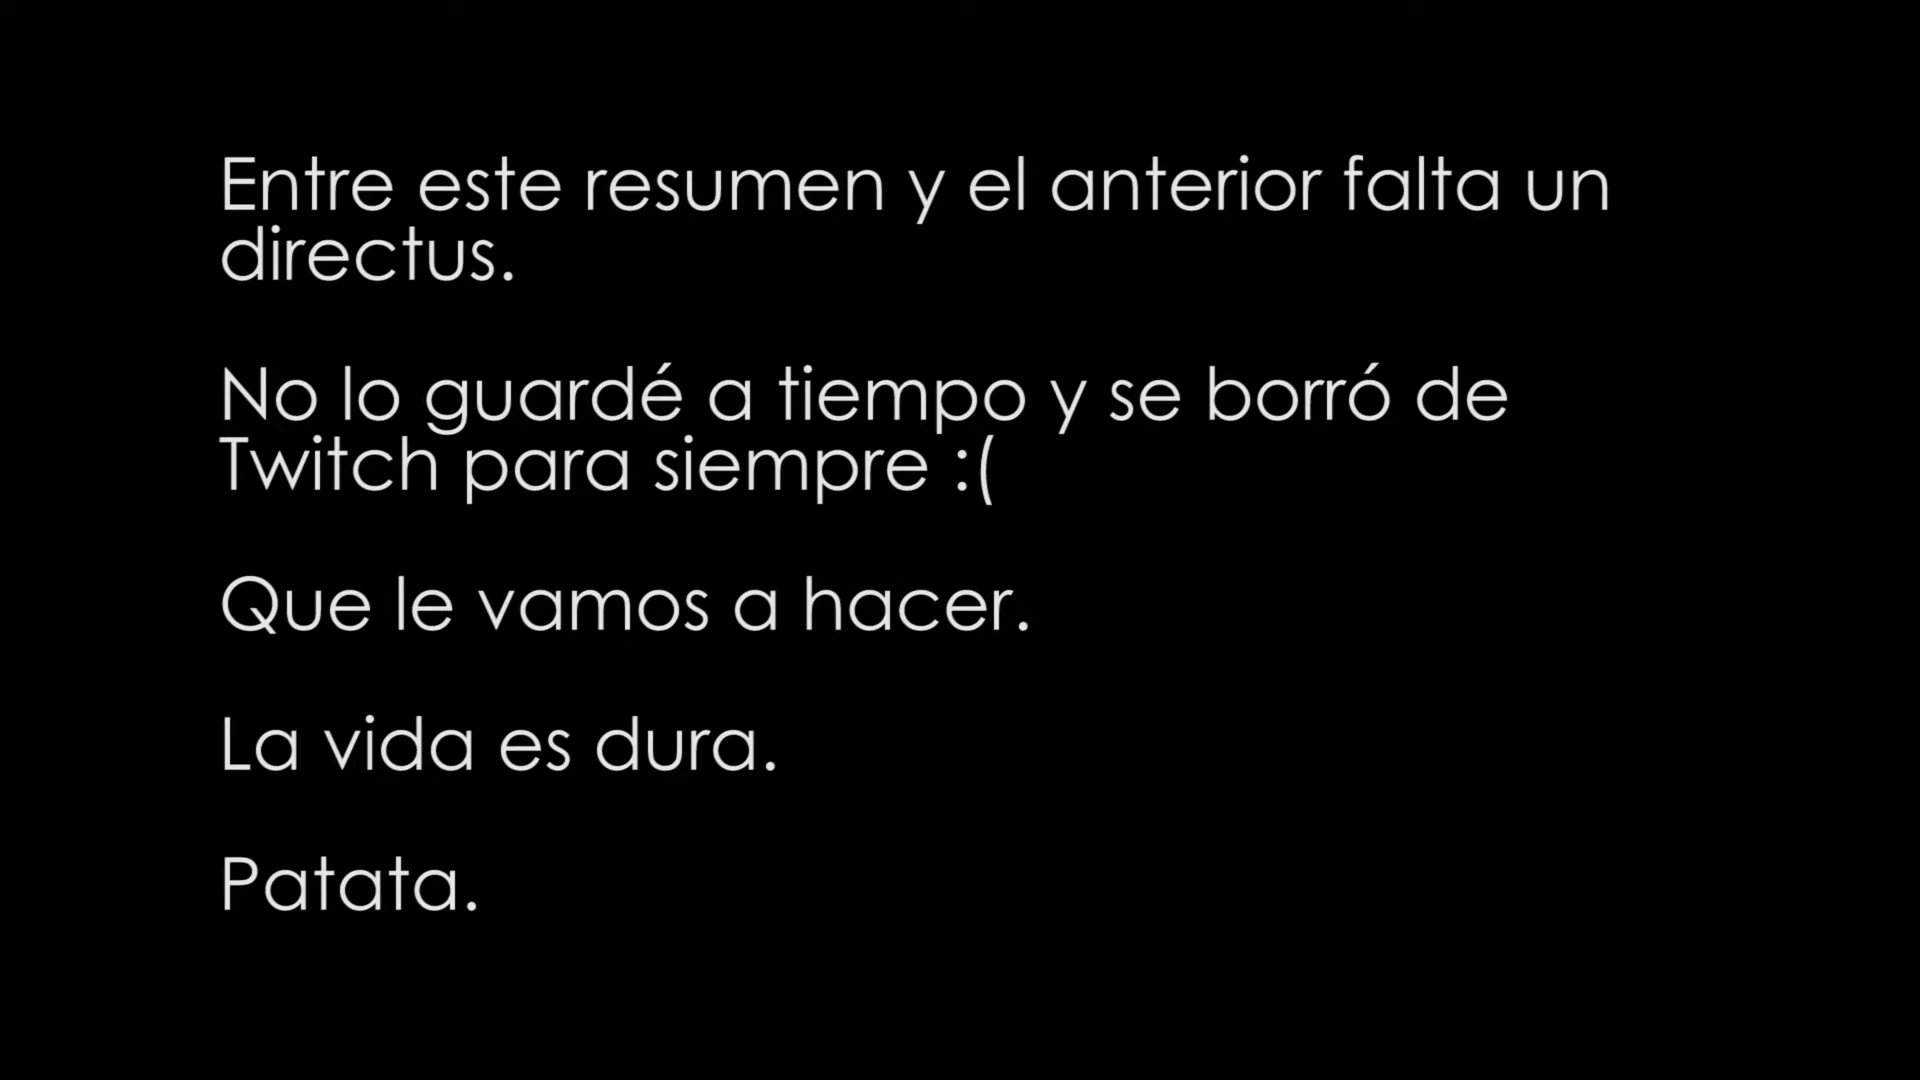 Entre este resumen y el anterior falta un
directus.
No lo guardé a tiempo y se borró de
Twitch para siempre :(
Que le vamos a hacer.
La vida es dura.
Patata.